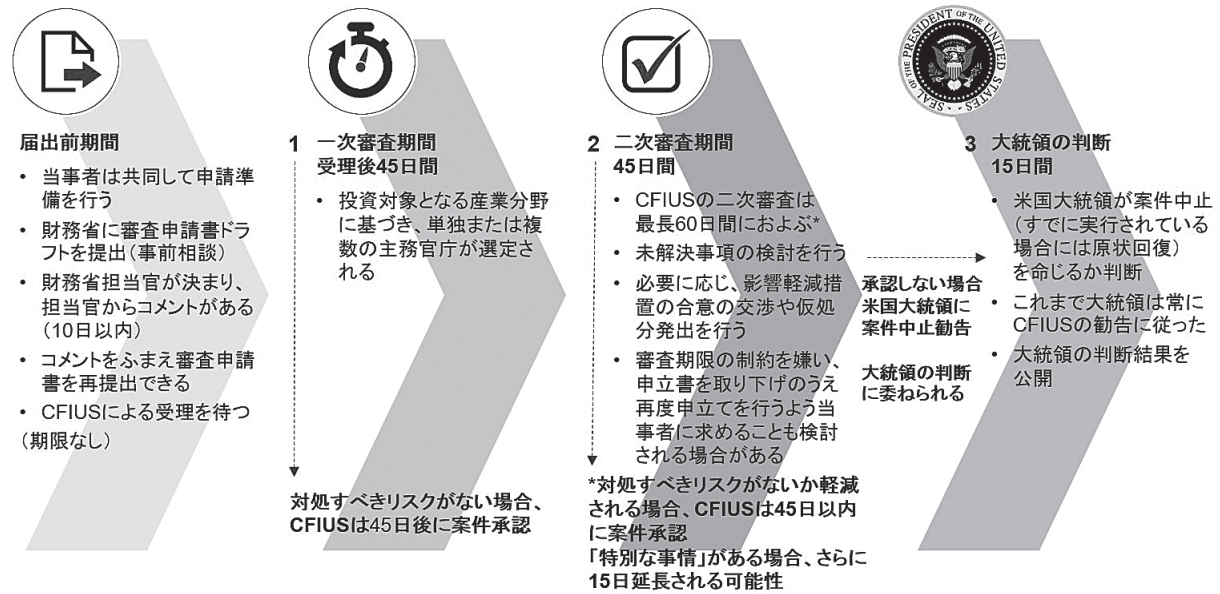 届出前期間
• 当事者は共同して申請準
備を行う
• 財務省に審査申請書ドラ
フトを提出（事前相談）
• 財務省担当官が決まり、
担当官からコメントがある
（10日以内）
• コメントをふまえ審査申請
書を再提出できる
• CFIUSによる受理を待つ
（期限なし）
1 一次審査期間
受理後45日間
• 投資対象となる産業分野
に基づき、単独または複
数の主務官庁が選定さ
れる
対処すべきリスクがない場合、
CFIUSは45日後に案件承認
2 二次審査期間
45日間
• CFIUSの二次審査は
最長60日間におよぶ*
• 未解決事項の検討を行う
• 必要に応じ、影響軽減措
置の合意の交渉や仮処
分発出を行う
• 審査期限の制約を嫌い、
申立書を取り下げのうえ
再度申立てを行うよう当
事者に求めることも検討
される場合がある
*対処すべきリスクがないか軽減
される場合、CFIUSは45日以内
に案件承認
「特別な事情」がある場合、さらに
15日延長される可能性
承認しない場合
米国大統領に
案件中止勧告
大統領の判断
に委ねられる
SEAL OF THE PRESIDENT OF THE UNITED STATES
3 大統領の判断
15日間
• 米国大統領が案件中止
（すでに実行されている
場合には原状回復）
を命じるか判断
• これまで大統領は常に
CFIUSの勧告に従った
• 大統領の判断結果を
公開